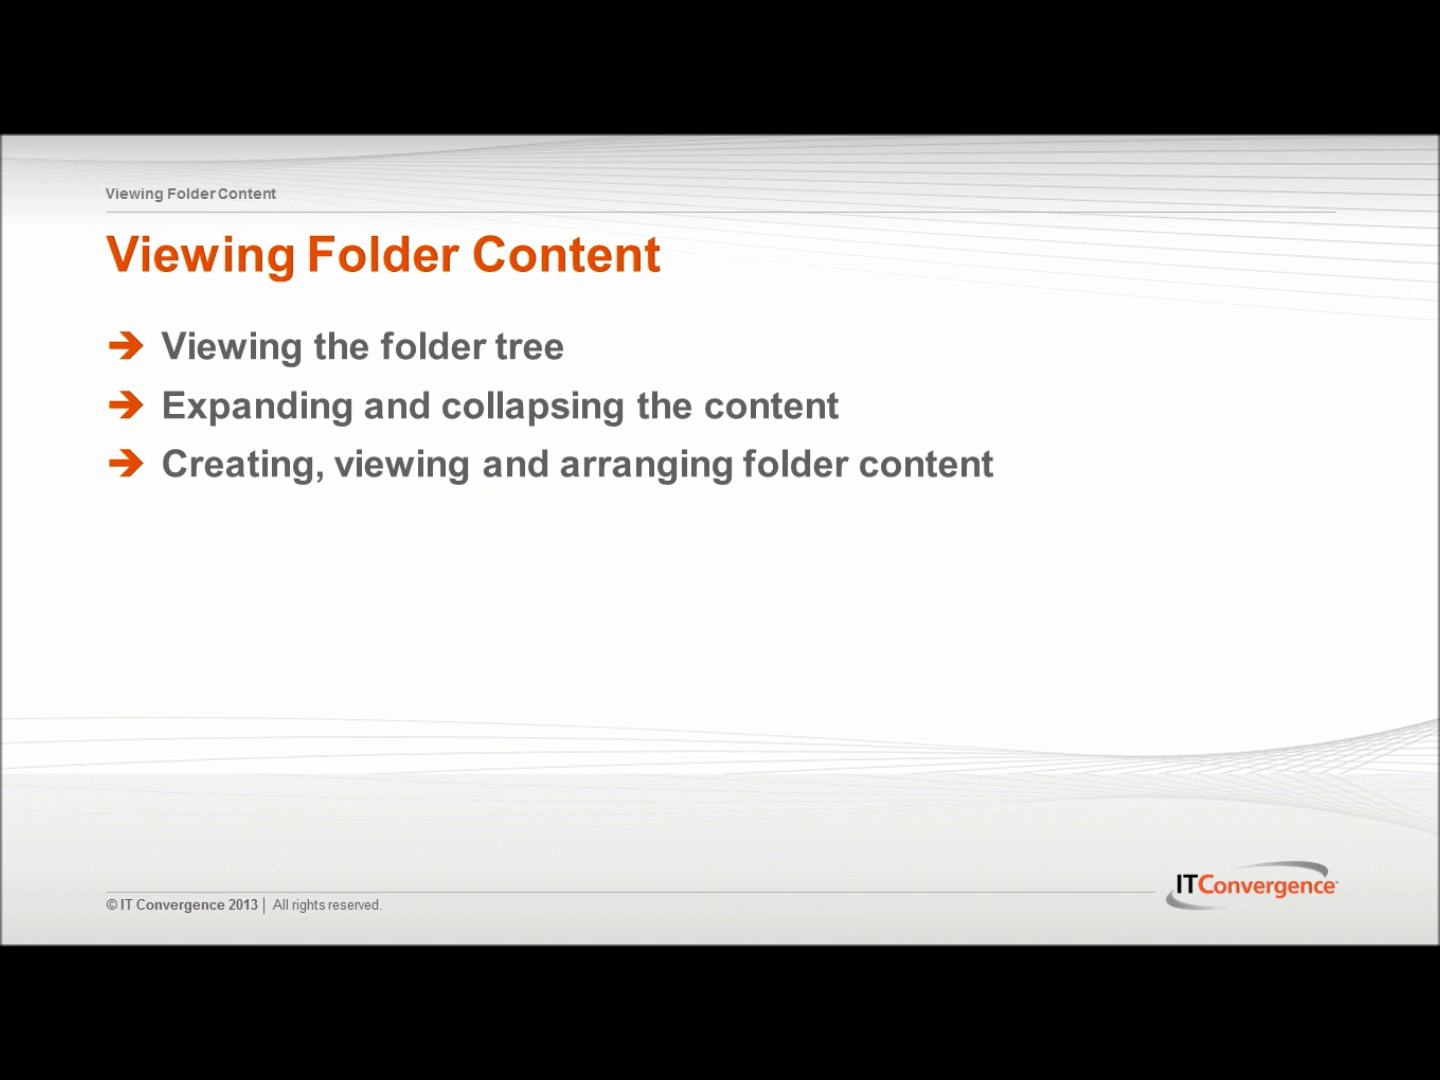 Viewing Folder Content
Viewing Folder Content
Viewing the folder tree
Expanding and collapsing the content
Creating, viewing and arranging folder content
© IT Convergence 2013 | All rights reserved.
ITConvergence